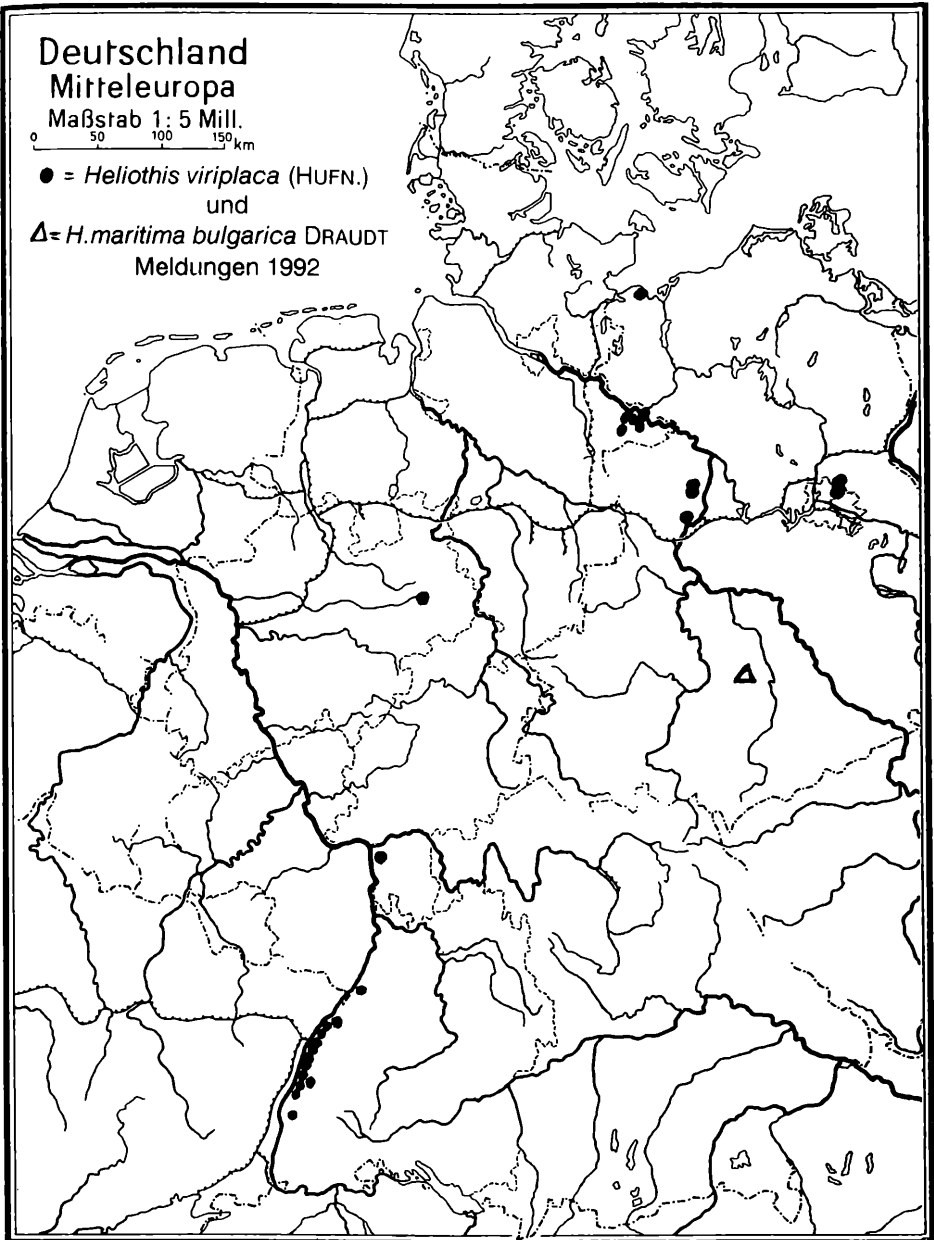 Deutschland
Mitteleuropa
Maßstab 1: 5 Mill.
0 50 100 150 km
● = Heliothis viriplaca (HUFN.)
und
Δ= H.maritima bulgarica DRAUDT
Meldungen 1992